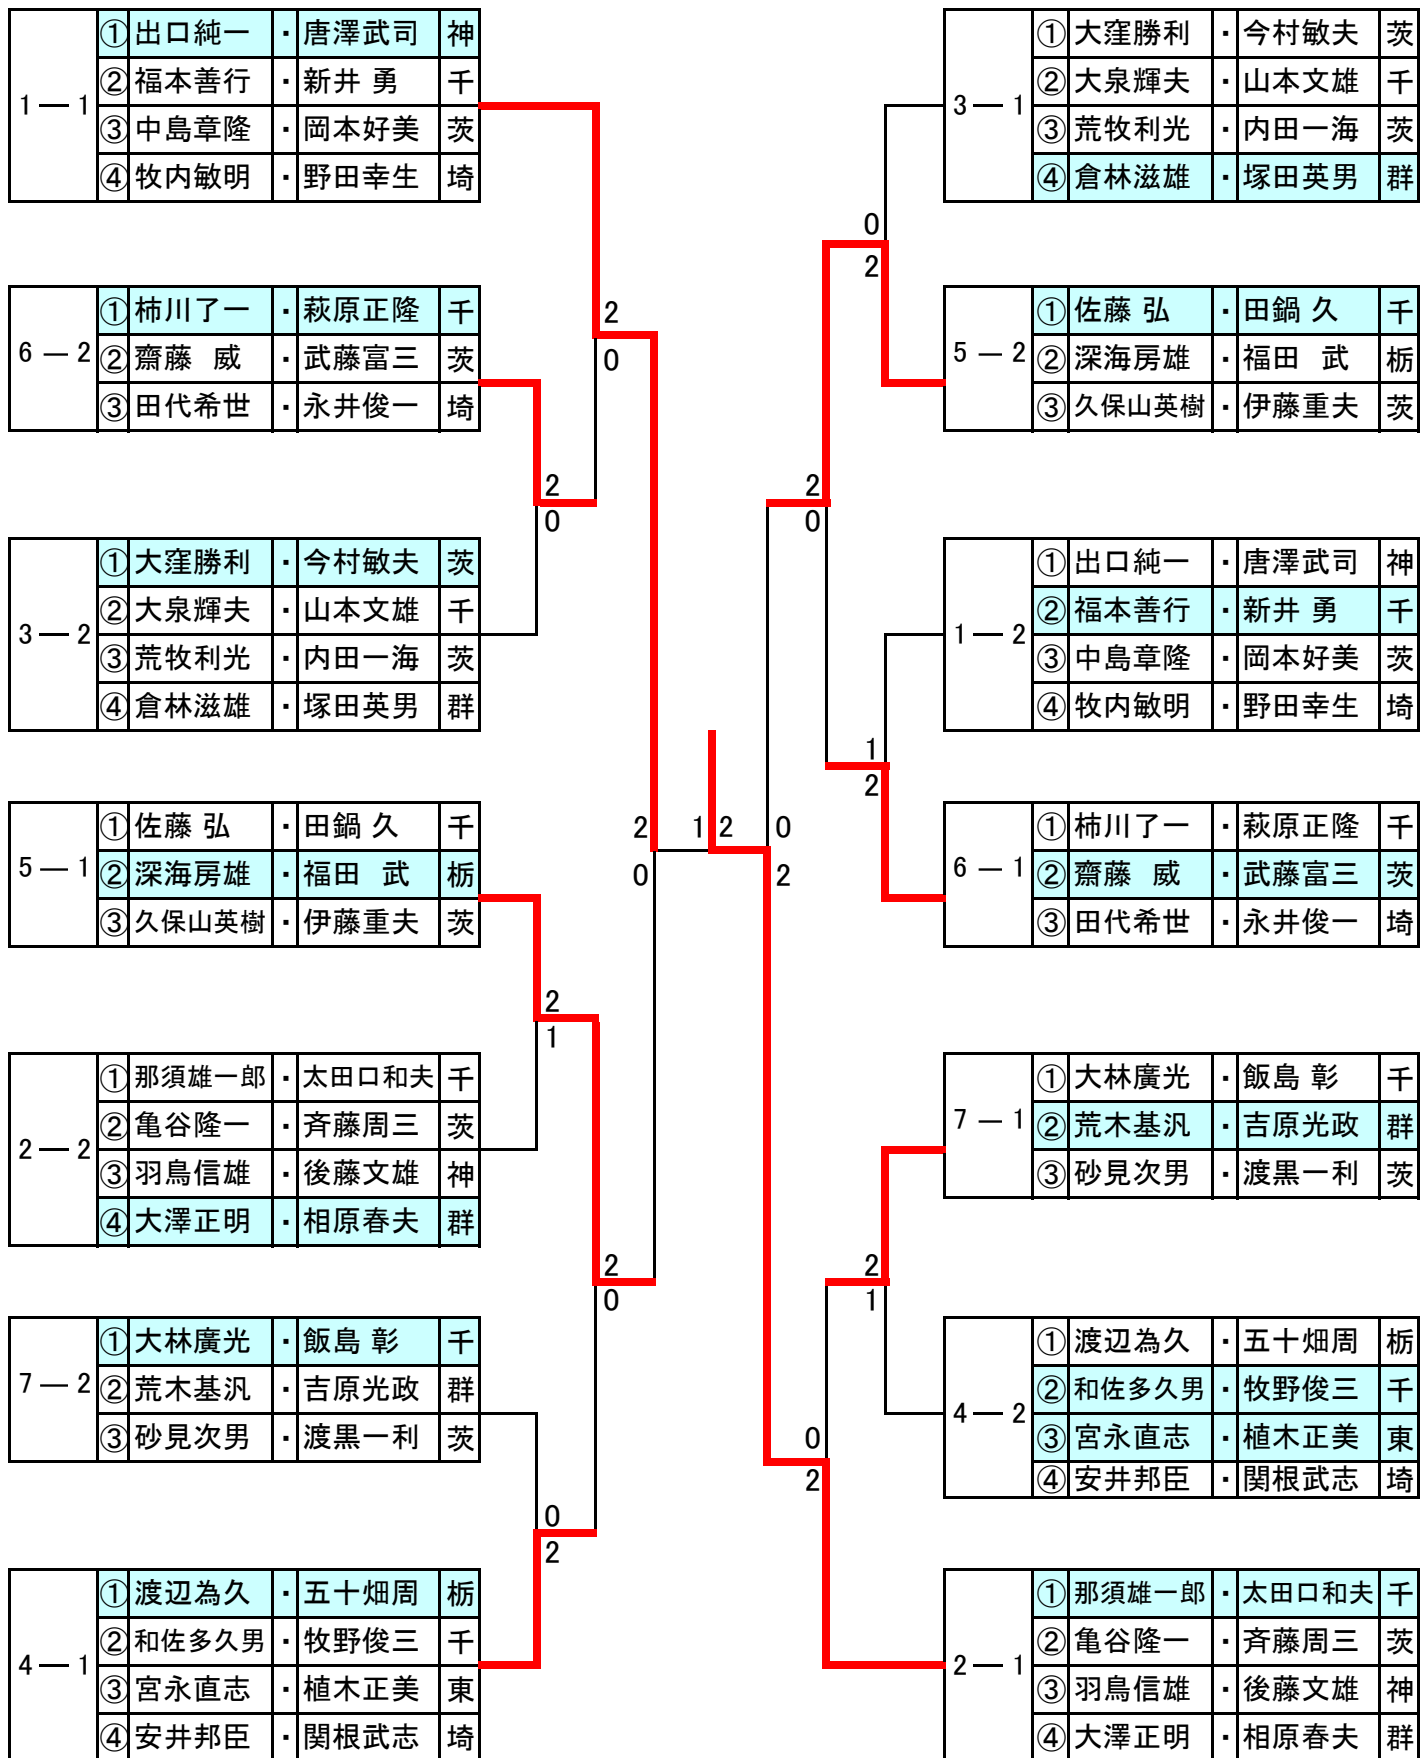 1 ― 1
① 出口純一 ・ 唐澤武司 神
② 福本善行 ・ 新井 勇 千
③ 中島章隆 ・ 岡本好美 茨
④ 牧内敏明 ・ 野田幸生 埼
6 ― 2
① 柿川了一 ・ 萩原正隆 千
② 齋藤 威 ・ 武藤富三 茨
③ 田代希世 ・ 永井俊一 埼
3 ― 2
① 大窪勝利 ・ 今村敏夫 茨
② 大泉輝夫 ・ 山本文雄 千
③ 荒牧利光 ・ 内田一海 茨
④ 倉林滋雄 ・ 塚田英男 群
5 ― 1
① 佐藤 弘 ・ 田鍋 久 千
② 深海房雄 ・ 福田 武 栃
③ 久保山英樹 ・ 伊藤重夫 茨
2 ― 2
① 那須雄一郎 ・ 太田口和夫 千
② 亀谷隆一 ・ 斉藤周三 茨
③ 羽鳥信雄 ・ 後藤文雄 神
④ 大澤正明 ・ 相原春夫 群
7 ― 2
① 大林廣光 ・ 飯島 彰 千
② 荒木基汎 ・ 吉原光政 群
③ 砂見次男 ・ 渡黒一利 茨
4 ― 1
① 渡辺為久 ・ 五十畑周 栃
② 和佐多久男 ・ 牧野俊三 千
③ 宮永直志 ・ 植木正美 東
④ 安井邦臣 ・ 関根武志 埼
2
0
2
0
2
1
2
0
0
2
2
0
1 2
0
2
2
0
0
2
1
2
2
1
0
2
3 ― 1
① 大窪勝利 ・ 今村敏夫 茨
② 大泉輝夫 ・ 山本文雄 千
③ 荒牧利光 ・ 内田一海 茨
④ 倉林滋雄 ・ 塚田英男 群
5 ― 2
① 佐藤 弘 ・ 田鍋 久 千
② 深海房雄 ・ 福田 武 栃
③ 久保山英樹 ・ 伊藤重夫 茨
1 ― 2
① 出口純一 ・ 唐澤武司 神
② 福本善行 ・ 新井 勇 千
③ 中島章隆 ・ 岡本好美 茨
④ 牧内敏明 ・ 野田幸生 埼
6 ― 1
① 柿川了一 ・ 萩原正隆 千
② 齋藤 威 ・ 武藤富三 茨
③ 田代希世 ・ 永井俊一 埼
7 ― 1
① 大林廣光 ・ 飯島 彰 千
② 荒木基汎 ・ 吉原光政 群
③ 砂見次男 ・ 渡黒一利 茨
4 ― 2
① 渡辺為久 ・ 五十畑周 栃
② 和佐多久男 ・ 牧野俊三 千
③ 宮永直志 ・ 植木正美 東
④ 安井邦臣 ・ 関根武志 埼
2 ― 1
① 那須雄一郎 ・ 太田口和夫 千
② 亀谷隆一 ・ 斉藤周三 茨
③ 羽鳥信雄 ・ 後藤文雄 神
④ 大澤正明 ・ 相原春夫 群